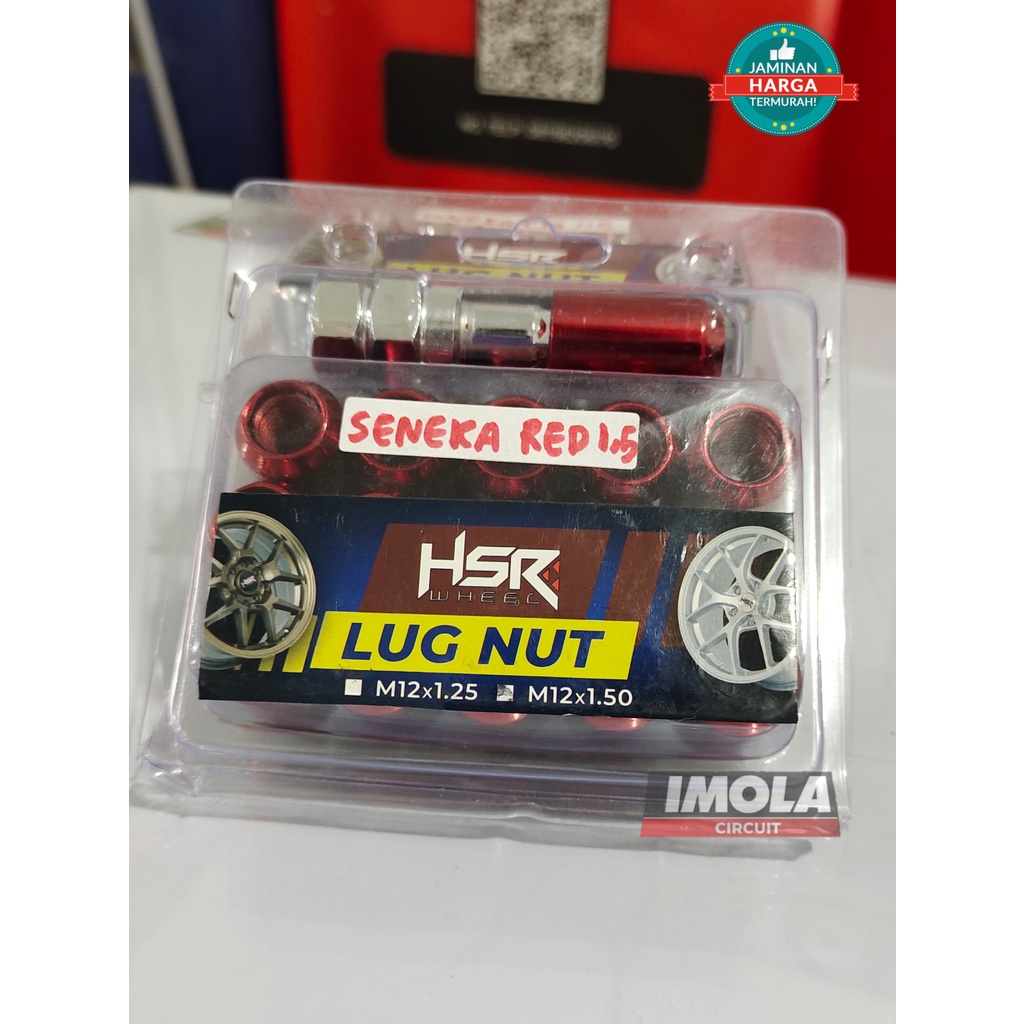 JAMINAN
HARGA
TERMURAH!
HSR
LUG NUT
SENEKA RED 1.5
HSR
WHEEL
LUG NUT
M12x1.25 M12x1.50
IMOLA
CIRCUIT